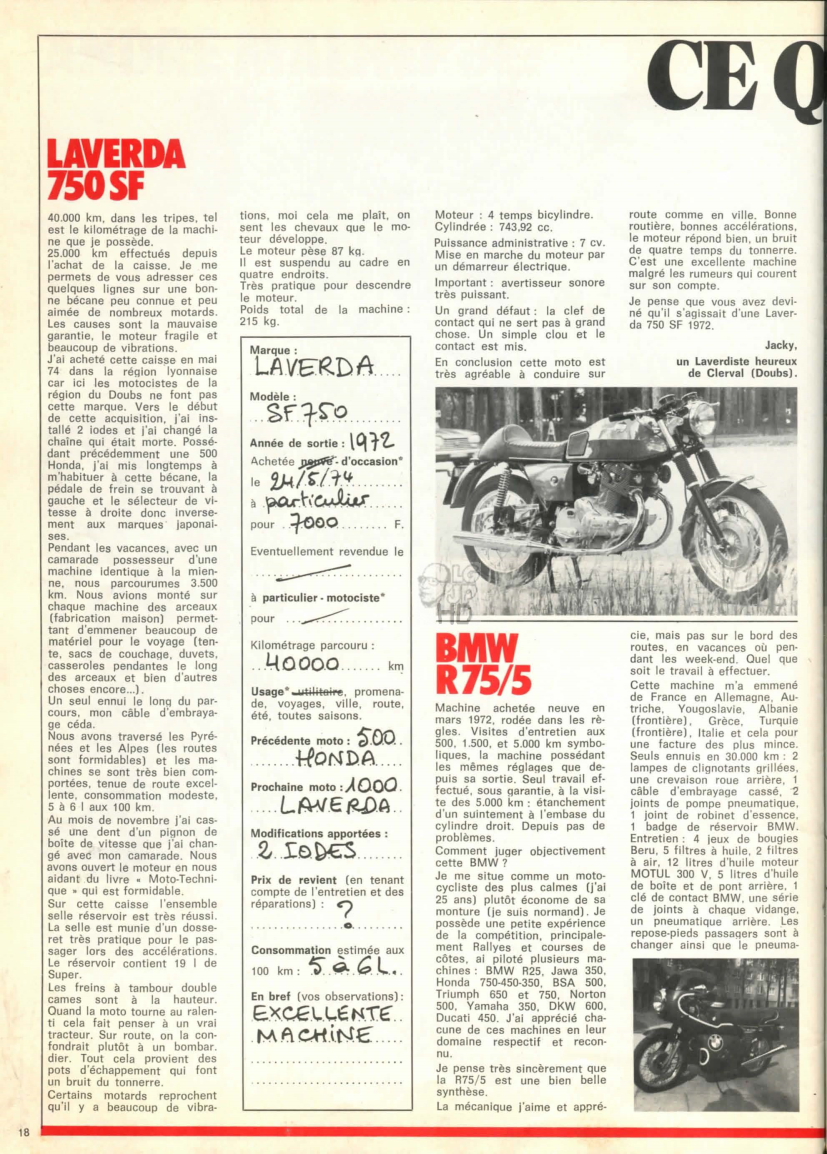 CE Q
LAVERDA
750 SF
40.000 km, dans les tripes, tel
est le kilométrage de la machi-
ne que je possède.
25.000 km effectués depuis
l'achat de la caisse. Je me
permets de vous adresser ces
quelques lignes sur une bon-
ne bécane peu connue et peu
aimée de nombreux motards.
Les causes sont la mauvaise
garantie, le moteur fragile et
beaucoup de vibrations.
J'ai acheté cette caisse en mai
74 dans la région lyonnaise
car ici les motocistes de la
région du Doubs ne font pas
cette marque. Vers le début
de cette acquisition, j'ai ins-
tallé 2 iodes et j'ai changé la
chaîne qui était morte. Possé-
dant précédemment une 500
Honda, j'ai mis longtemps à
m'habituer à cette bécane, la
pédale de frein se trouvant à
gauche et le sélecteur de vi-
tesse à droite donc inverse-
ment aux marques japonai-
ses.
Pendant les vacances, avec un
camarade possesseur d'une
machine identique à la mien-
ne, nous parcourumes 3.500
km. Nous avions monté sur
chaque machine des arceaux
(fabrication maison) permet-
tant d'emmener beaucoup de
matériel pour le voyage (ten-
te, sacs de couchage, duvets,
casseroles pendantes le long
des arceaux et bien d'autres
choses encore...).
Un seul ennui le long du par-
cours, mon câble d'embraya-
ge céda.
Nous avons traversé les Pyré-
nées et les Alpes (les routes
sont formidables) et les ma-
chines se sont très bien com-
portées, tenue de route excel-
lente, consommation modeste,
5 à 6 l aux 100 km.
Au mois de novembre j'ai cas-
sé une dent d'un pignon de
boîte de vitesse que j'ai chan-
gé avec mon camarade. Nous
avons ouvert le moteur en nous
aidant du livre « Moto-Techni-
que » qui est formidable.
Sur cette caisse l'ensemble
selle réservoir est très réussi.
La selle est munie d'un dosse-
ret très pratique pour le pas-
sager lors des accélérations.
Le réservoir contient 19 l de
Super.
Les freins à tambour double
cames sont à la hauteur.
Quand la moto tourne au ralen-
ti cela fait penser à un vrai
tracteur. Sur route, on la con-
fondrait plutôt à un bombar.
dier. Tout cela provient des
pots d'échappement qui font
un bruit du tonnerre.
Certains motards reprochent
qu'il y a beaucoup de vibra-
tions, moi cela me plaît, on
sent les chevaux que le mo-
teur développe.
Le moteur pèse 87 kg.
Il est suspendu au cadre en
quatre endroits.
Très pratique pour descendre
le moteur.
Poids total de la machine :
215 kg.
Marque :
LAVERDA
Modèle :
SF 750
Année de sortie : 1972
Achetée neuve - d'occasion*
le 24/5/74
à particulier
pour 7000 F.
Eventuellement revendue le
à particulier - motociste*
pour
Kilométrage parcouru :
40000 km
Usage* utilitaire, promena-
de, voyages, ville, route,
été, toutes saisons.
Précédente moto : 500
HONDA
Prochaine moto : 1000
LAVERDA
Modifications apportées :
2 IODES
Prix de revient (en tenant
compte de l'entretien et des
réparations) : ?
Consommation estimée aux
100 km : 5 à 6 L.
En bref (vos observations) :
EXCELLENTE
MACHINE
Moteur : 4 temps bicylindre.
Cylindrée : 743,92 cc.
Puissance administrative : 7 cv.
Mise en marche du moteur par
un démarreur électrique.
Important : avertisseur sonore
très puissant.
Un grand défaut : la clef de
contact qui ne sert pas à grand
chose. Un simple clou et le
contact est mis.
En conclusion cette moto est
très agréable à conduire sur
route comme en ville. Bonne
routière, bonnes accélérations,
le moteur répond bien, un bruit
de quatre temps du tonnerre.
C'est une excellente machine
malgré les rumeurs qui courent
sur son compte.
Je pense que vous avez devi-
né qu'il s'agissait d'une Laver-
da 750 SF 1972.
Jacky,
un Laverdiste heureux
de Clerval (Doubs).
HD
BMW
R 75/5
Machine achetée neuve en
mars 1972, rodée dans les rè-
gles. Visites d'entretien aux
500, 1.500, et 5.000 km symbo-
liques, la machine possédant
les mêmes réglages que de-
puis sa sortie. Seul travail ef-
fectué, sous garantie, à la visi-
te des 5.000 km : étanchement
d'un suintement à l'embase du
cylindre droit. Depuis pas de
problèmes.
Comment juger objectivement
cette BMW ?
Je me situe comme un moto-
cycliste des plus calmes (j'ai
25 ans) plutôt économe de sa
monture (je suis normand). Je
possède une petite expérience
de la compétition, principale-
ment Rallyes et courses de
côtes, ai piloté plusieurs ma-
chines : BMW R25, Jawa 350,
Honda 750-450-350, BSA 500,
Triumph 650 et 750, Norton
500, Yamaha 350, DKW 600,
Ducati 450. J'ai apprécié cha-
cune de ces machines en leur
domaine respectif et recon-
nu.
Je pense très sincèrement que
la R75/5 est une bien belle
synthèse.
La mécanique j'aime et appré-
cie, mais pas sur le bord des
routes, en vacances où pen-
dant les week-end. Quel que
soit le travail à effectuer.
Cette machine m'a emmené
de France en Allemagne, Au-
triche, Yougoslavie, Albanie
(frontière), Grèce, Turquie
(frontière), Italie et cela pour
une facture des plus mince.
Seuls ennuis en 30.000 km : 2
lampes de clignotants grillées,
une crevaison roue arrière, 1
câble d'embrayage cassé, 2
joints de pompe pneumatique,
1 joint de robinet d'essence,
1 badge de réservoir BMW.
Entretien : 4 jeux de bougies
Beru, 5 filtres à huile, 2 filtres
à air, 12 litres d'huile moteur
MOTUL 300 V, 5 litres d'huile
de boîte et de pont arrière, 1
clé de contact BMW, une série
de joints à chaque vidange,
un pneumatique arrière. Les
repose-pieds passagers sont à
changer ainsi que le pneuma-
18